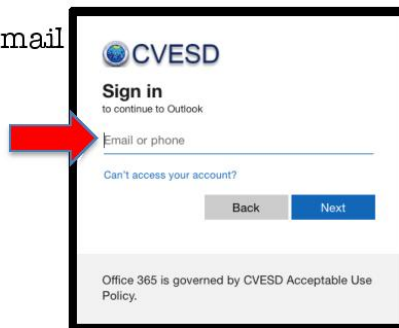 mail
CVESD
Sign in
to continue to Outlook
Email or phone
Can't access your account?
Back Next
Office 365 is governed by CVESD Acceptable Use
Policy.